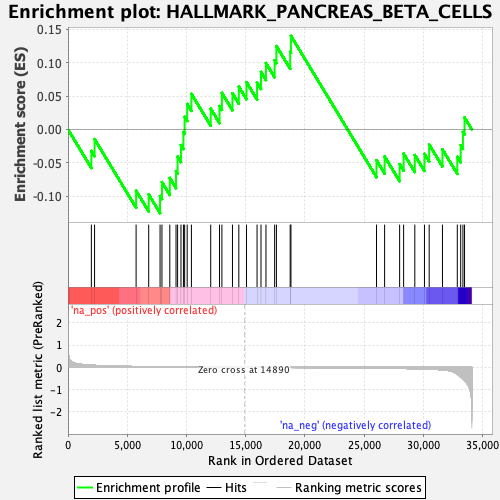 Enrichment plot: HALLMARK_PANCREAS_BETA_CELLS
Enrichment score (ES)
0.15
0.10
0.05
0.00
-0.05
-0.10
'na_pos' (positively correlated)
Ranked list metric (PreRanked)
2
1
0
-1
-2
Zero cross at 14890
'na_neg' (negatively correlated)
0
5,000
10,000
15,000
20,000
25,000
30,000
35,000
Rank in Ordered Dataset
Enrichment profile
Hits
Ranking metric scores